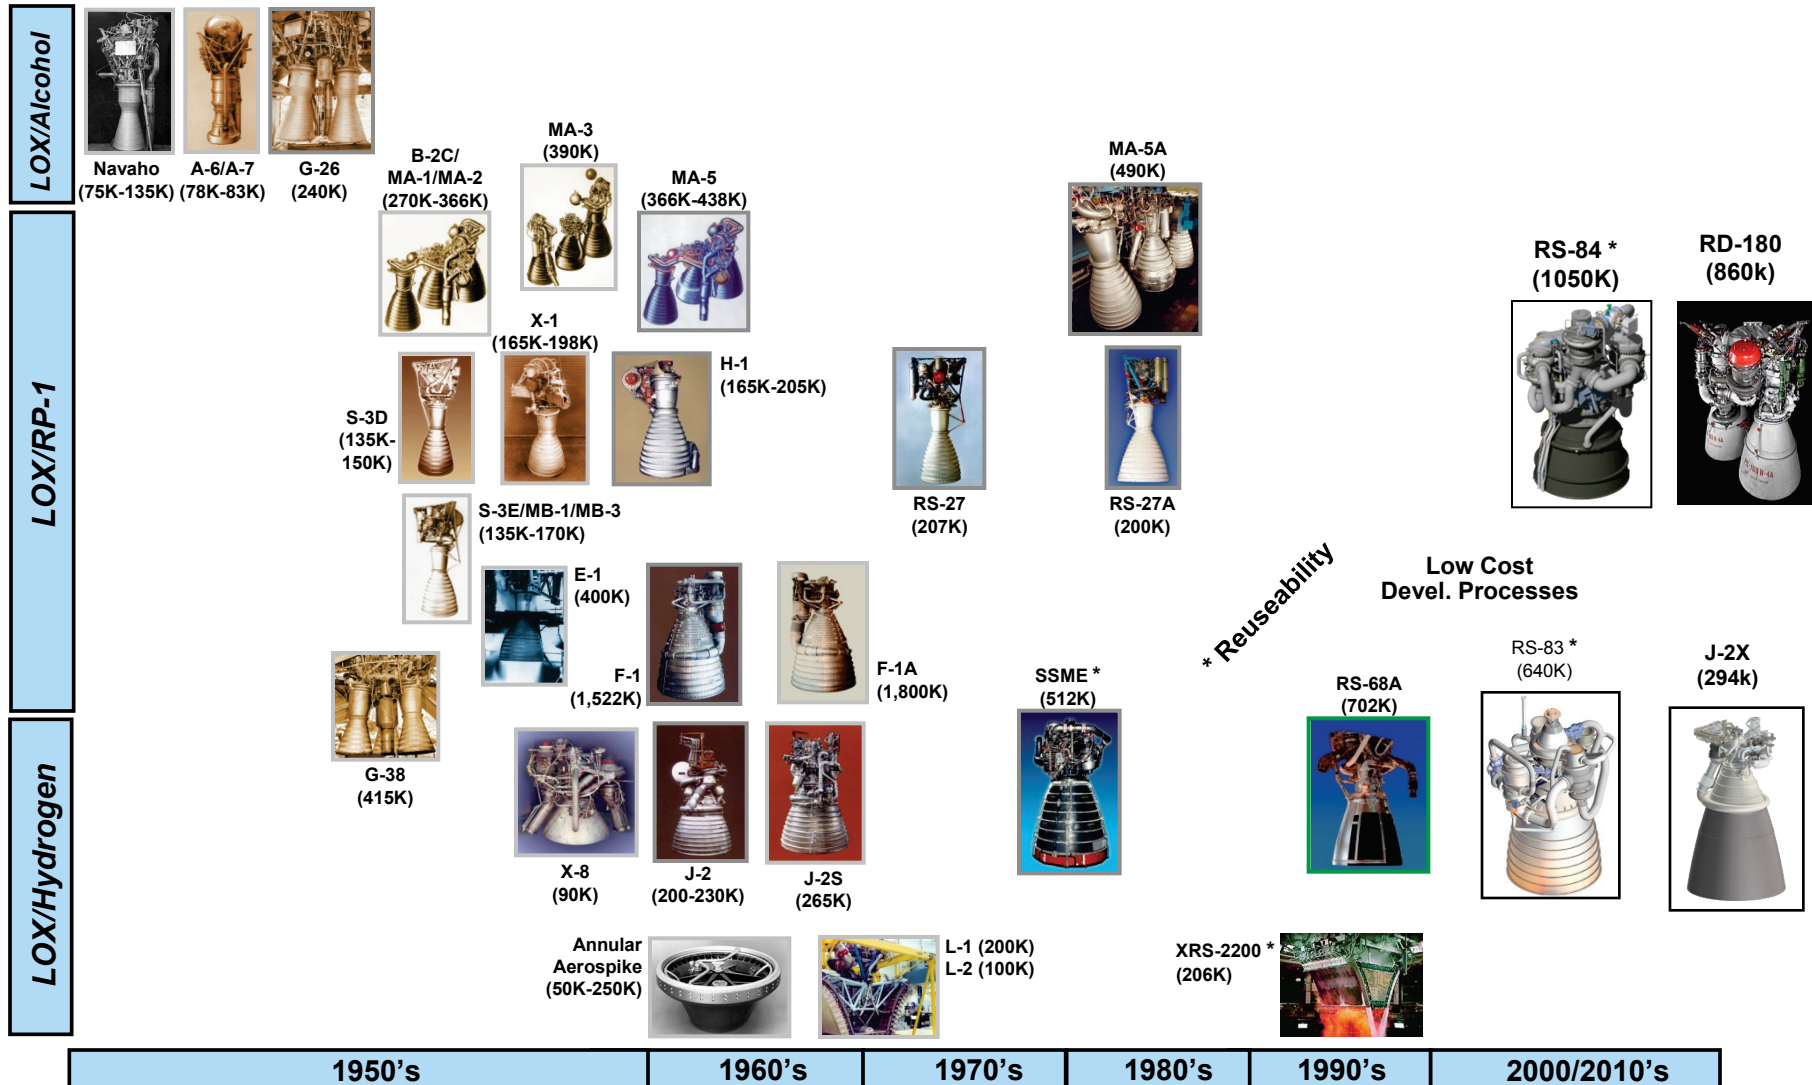 LOX/Alcohol
Navaho
(75K-135K)
A-6/A-7
(78K-83K)
G-26
(240K)
B-2C/
MA-1/MA-2
(270K-366K)
MA-3
(390K)
MA-5
(366K-438K)
MA-5A
(490K)
LOX/RP-1
RS-84 *
(1050K)
RD-180
(860k)
X-1
(165K-198K)
H-1
(165K-205K)
S-3D
(135K-
150K)
RS-27
(207K)
RS-27A
(200K)
S-3E/MB-1/MB-3
(135K-170K)
E-1
(400K)
F-1
(1,522K)
F-1A
(1,800K)
* Reuseability
Low Cost
Devel. Processes
G-38
(415K)
SSME *
(512K)
RS-68A
(702K)
RS-83 *
(640K)
J-2X
(294k)
LOX/Hydrogen
X-8
(90K)
J-2
(200-230K)
J-2S
(265K)
Annular
Aerospike
(50K-250K)
L-1 (200K)
L-2 (100K)
XRS-2200 *
(206K)
1950's
1960's
1970's
1980's
1990's
2000/2010's